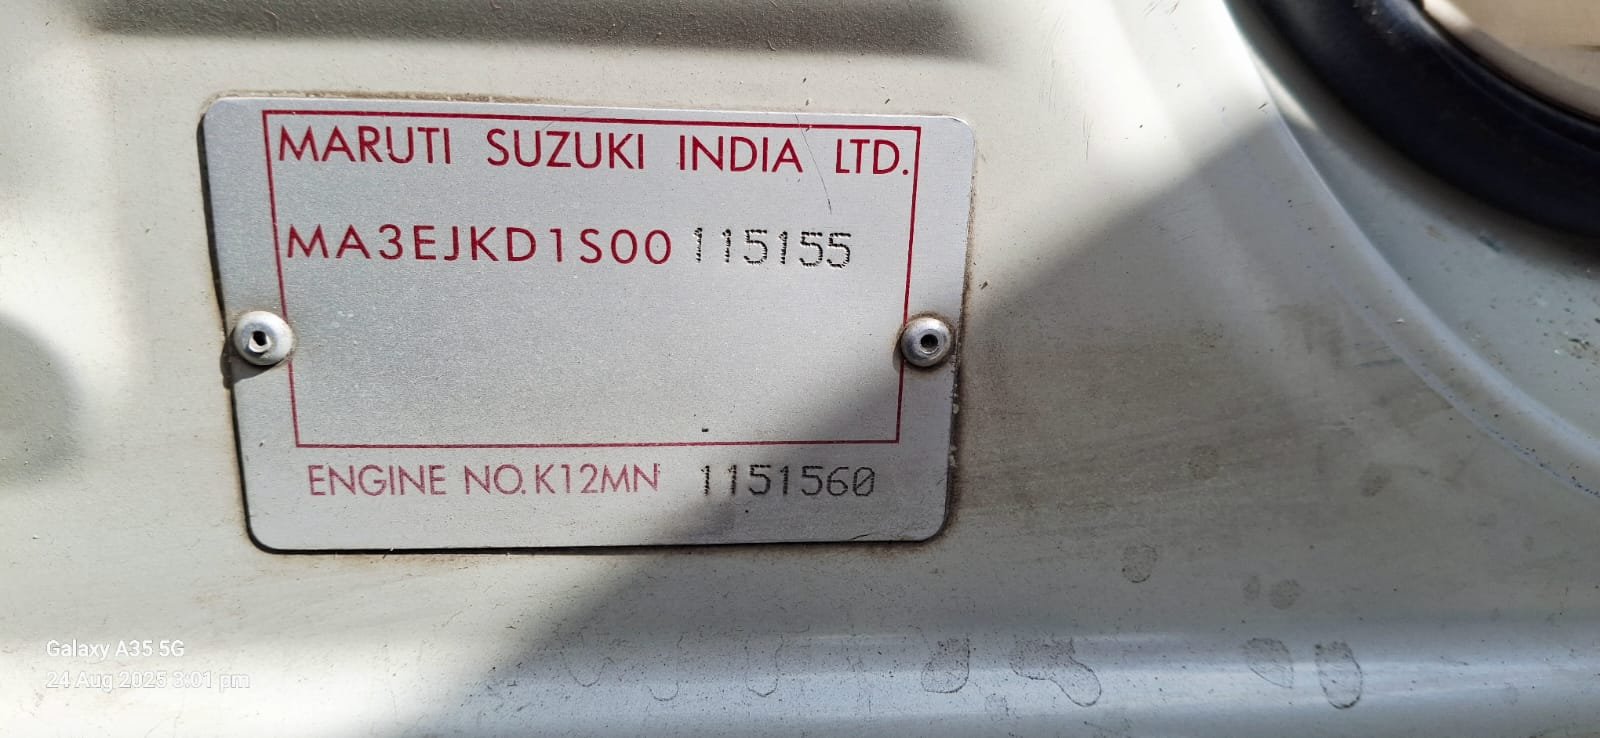 MARUTI SUZUKI INDIA LTD.
MA3EJKD1S00 115155
ENGINE NO. K12MN 1151560
Galaxy A35 5G
24 Aug 2025 3:01 pm